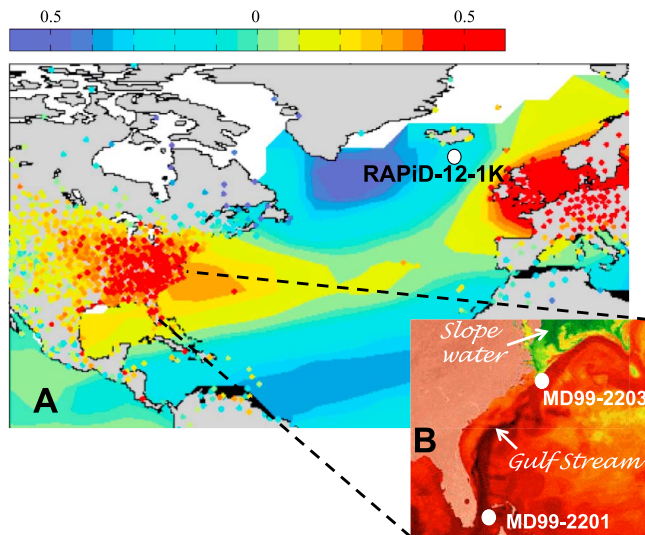 0.5 0 0.5
RAPiD-12-1K
A
Slope
water
MD99-2203
B
Gulf Stream
MD99-2201